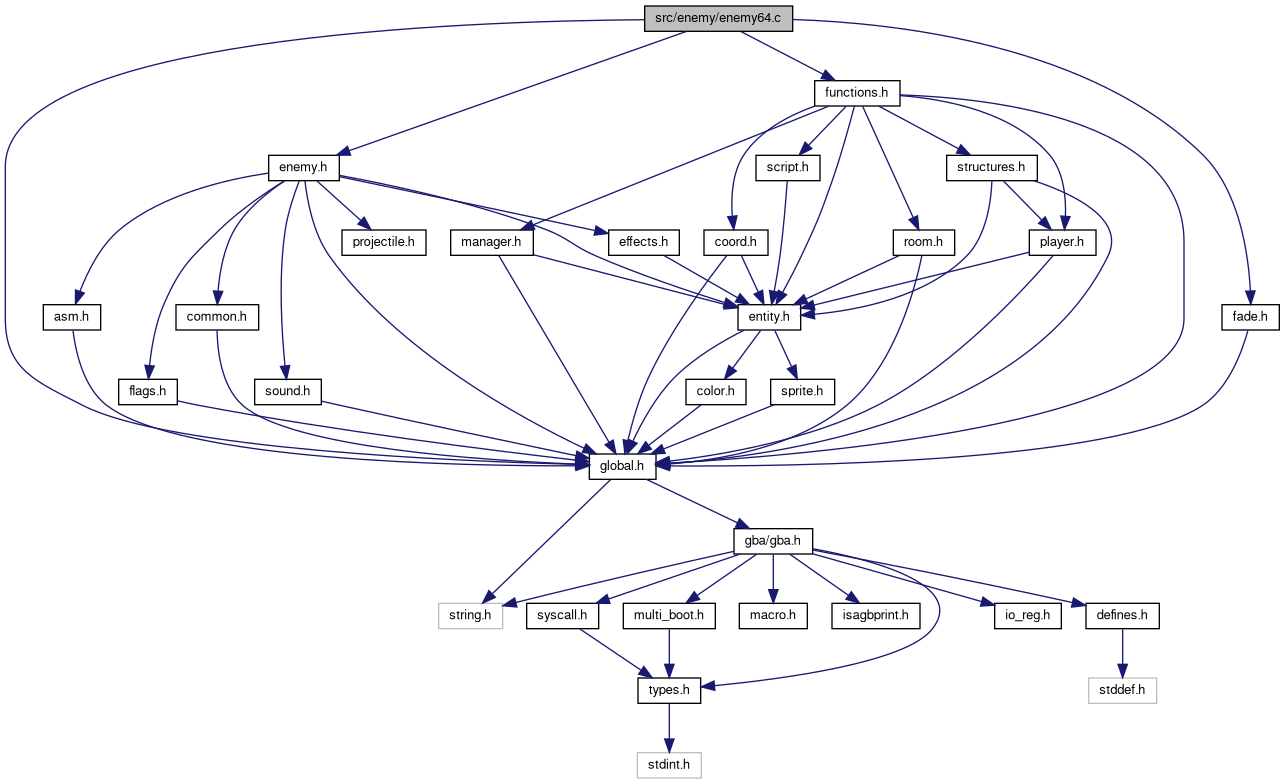 src/enemy/enemy64.c
functions.h
enemy.h
script.h
structures.h
projectile.h
manager.h
effects.h
coord.h
room.h
player.h
asm.h
common.h
entity.h
fade.h
flags.h
sound.h
color.h
sprite.h
global.h
gba/gba.h
string.h
syscall.h
multi_boot.h
macro.h
isagbprint.h
io_reg.h
defines.h
types.h
stddef.h
stdint.h